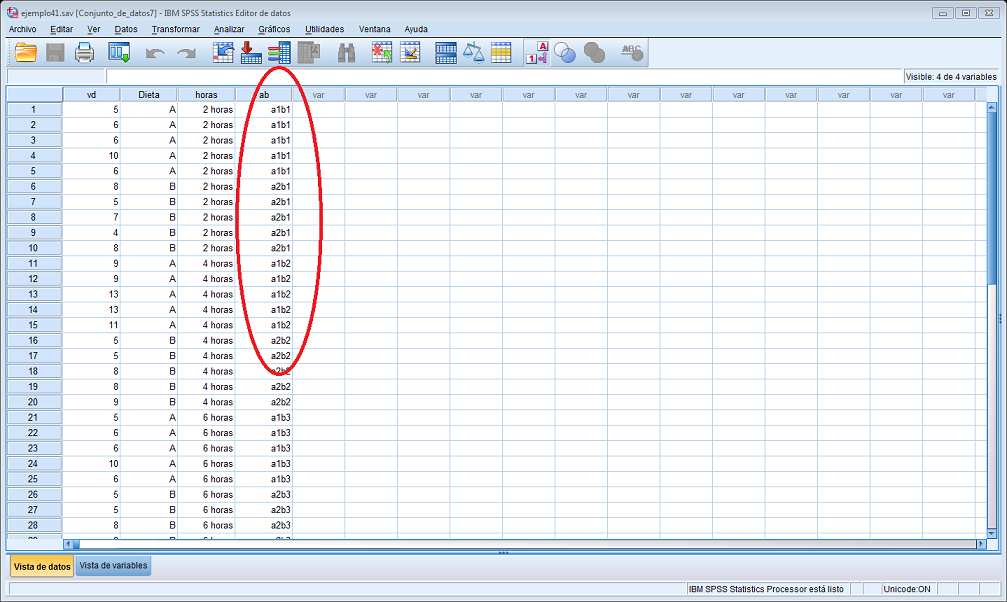 ejemplo41.sav [Conjunto_de_datos7] - IBM SPSS Statistics Editor de datos
Archivo Editar Ver Datos Transformar Analizar Gráficos Utilidades Ventana Ayuda
A
1
ABC
Visible: 4 de 4 variables
vd Dieta horas ab var var var var var var var var var var var var var
1 5 A 2 horas a1b1
2 6 A 2 horas a1b1
3 6 A 2 horas a1b1
4 10 A 2 horas a1b1
5 6 A 2 horas a1b1
6 8 B 2 horas a2b1
7 5 B 2 horas a2b1
8 7 B 2 horas a2b1
9 4 B 2 horas a2b1
10 8 B 2 horas a2b1
11 9 A 4 horas a1b2
12 9 A 4 horas a1b2
13 13 A 4 horas a1b2
14 13 A 4 horas a1b2
15 11 A 4 horas a1b2
16 5 B 4 horas a2b2
17 5 B 4 horas a2b2
18 8 B 4 horas a2b2
19 8 B 4 horas a2b2
20 9 B 4 horas a2b2
21 5 A 6 horas a1b3
22 6 A 6 horas a1b3
23 6 A 6 horas a1b3
24 10 A 6 horas a1b3
25 6 A 6 horas a1b3
26 5 B 6 horas a2b3
27 5 B 6 horas a2b3
28 8 B 6 horas a2b3
Vista de datos Vista de variables
IBM SPSS Statistics Processor está listo Unicode:ON